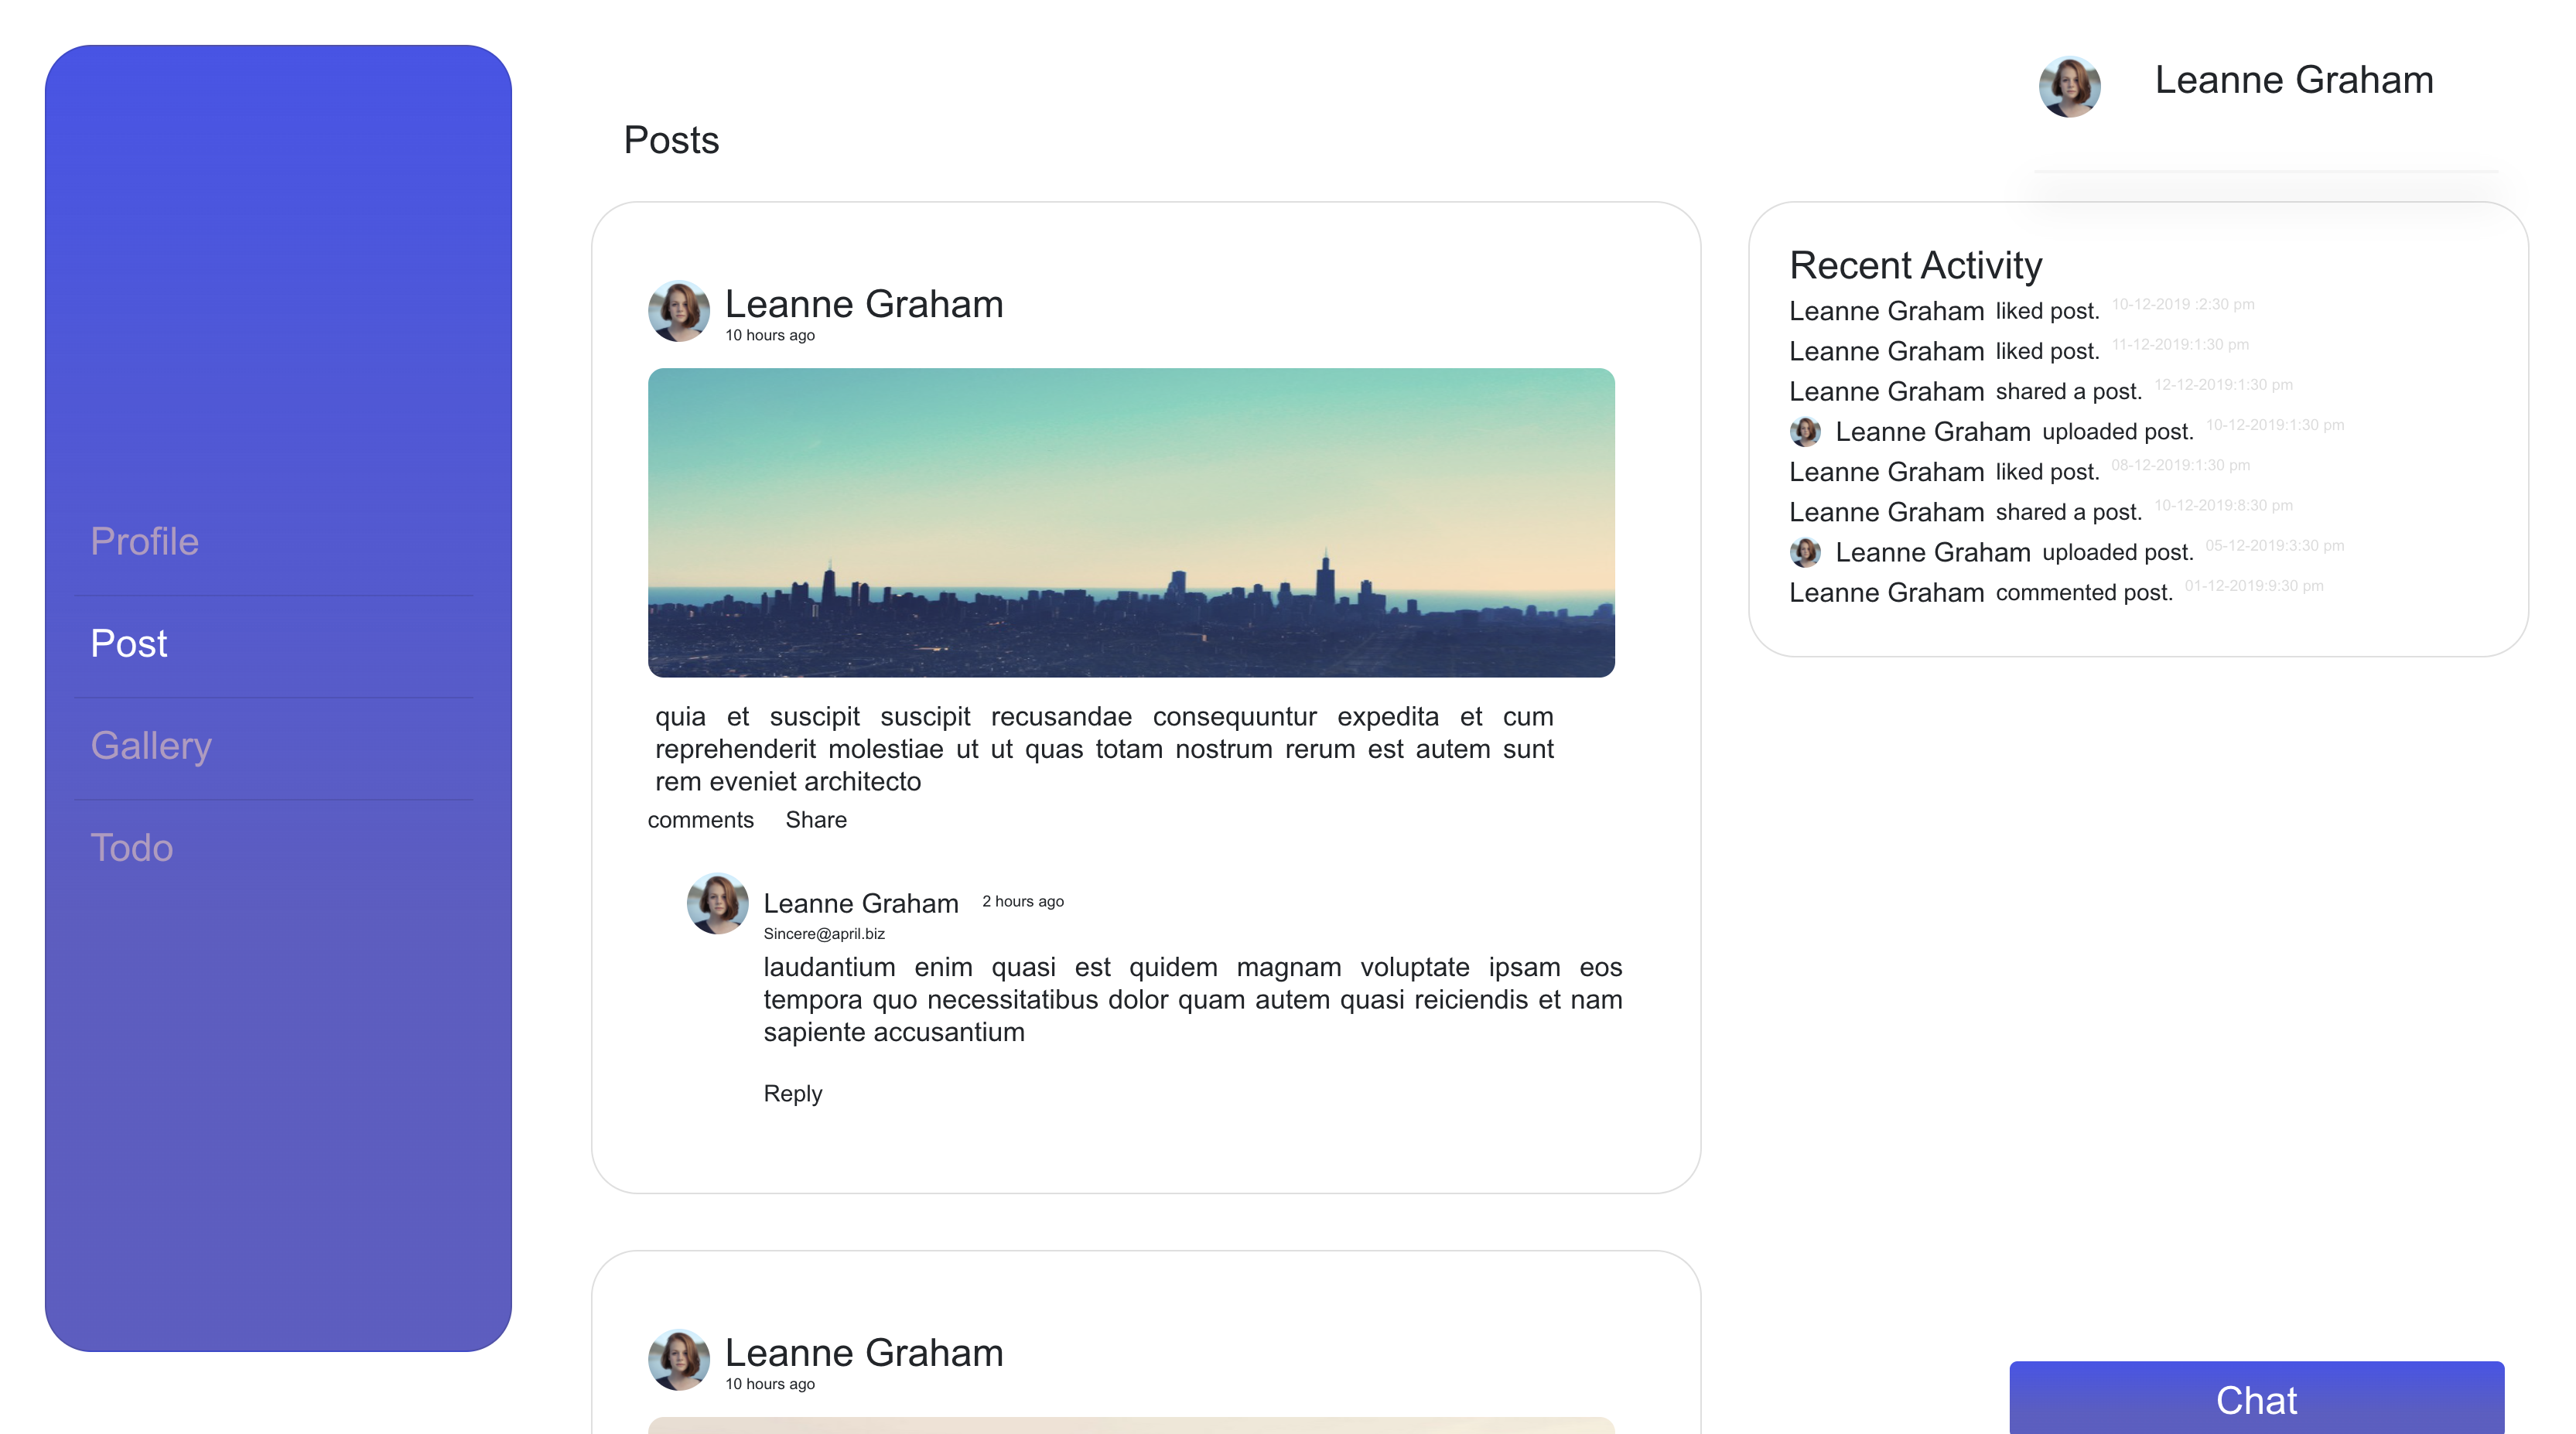 Leanne Graham
Posts
Profile
Post
Gallery
Todo
Leanne Graham
10 hours ago
quia et suscipit suscipit recusandae consequuntur expedita et cum
reprehenderit molestiae ut ut quas totam nostrum rerum est autem sunt
rem eveniet architecto
comments Share
Leanne Graham 2 hours ago
Sincere@april.biz
laudantium enim quasi est quidem magnam voluptate ipsam eos
tempora quo necessitatibus dolor quam autem quasi reiciendis et nam
sapiente accusantium
Reply
Leanne Graham
10 hours ago
Recent Activity
Leanne Graham liked post. 10-12-2019 :2:30 pm
Leanne Graham liked post. 11-12-2019:1:30 pm
Leanne Graham shared a post. 12-12-2019:1:30 pm
Leanne Graham uploaded post. 10-12-2019:1:30 pm
Leanne Graham liked post. 08-12-2019:1:30 pm
Leanne Graham shared a post. 10-12-2019:8:30 pm
Leanne Graham uploaded post. 05-12-2019:3:30 pm
Leanne Graham commented post. 01-12-2019:9:30 pm
Chat